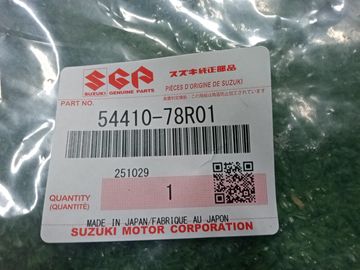 SGP
SUZUKI GENUINE PARTS
スズキ純正部品
PIÈCES D'ORIGINE DE SUZUKI
PART NO.
54410-78R01
251029
QUANTITY
(QUANTITÉ)
1
MADE IN JAPAN/FABRIQUE AU JAPON
SUZUKI MOTOR CORPORATION